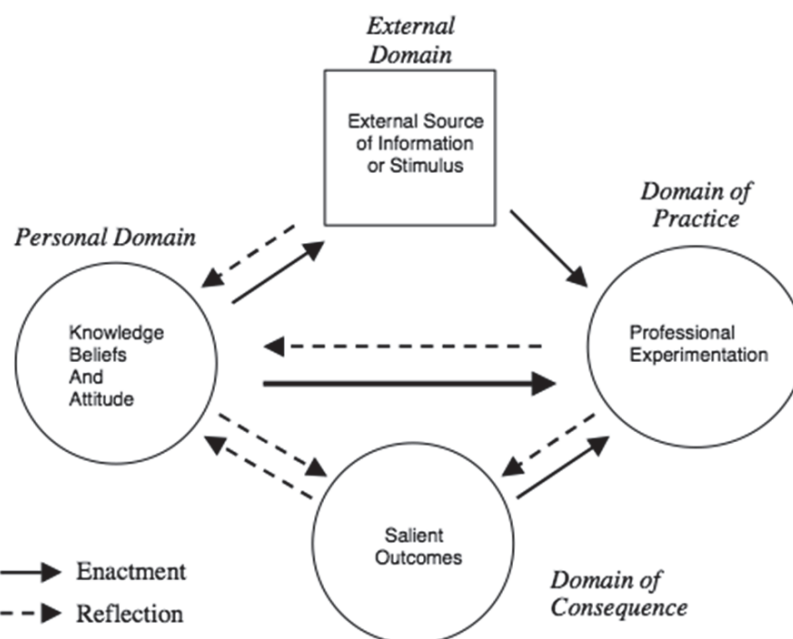 External
Domain
External Source
of Information
or Stimulus
Domain of
Practice
Personal Domain
Knowledge
Beliefs
And
Attitude
Professional
Experimentation
Salient
Outcomes
Enactment
Reflection
Domain of
Consequence